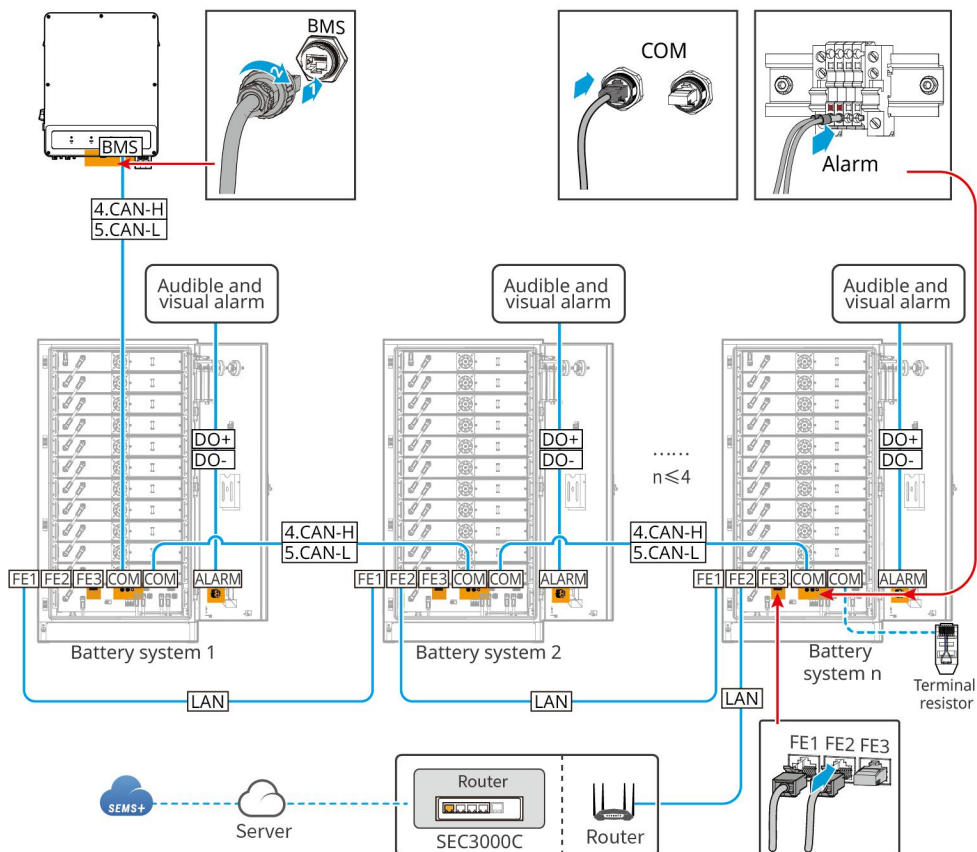 BMS
COM
Alarm
BMS
4.CAN-H
5.CAN-L
Audible and
visual alarm
Audible and
visual alarm
Audible and
visual alarm
DO+
DO-
DO+
DO-
DO+
DO-
......
n≤4
4.CAN-H
5.CAN-L
4.CAN-H
5.CAN-L
FE1 FE2 FE3 COM COM ALARM
FE1 FE2 FE3 COM COM ALARM
FE1 FE2 FE3 COM COM ALARM
Battery system 1
Battery system 2
Battery
system n
Terminal
resistor
LAN
LAN
LAN
FE1 FE2 FE3
SEMS+
Server
Router
SEC3000C
Router
1
2